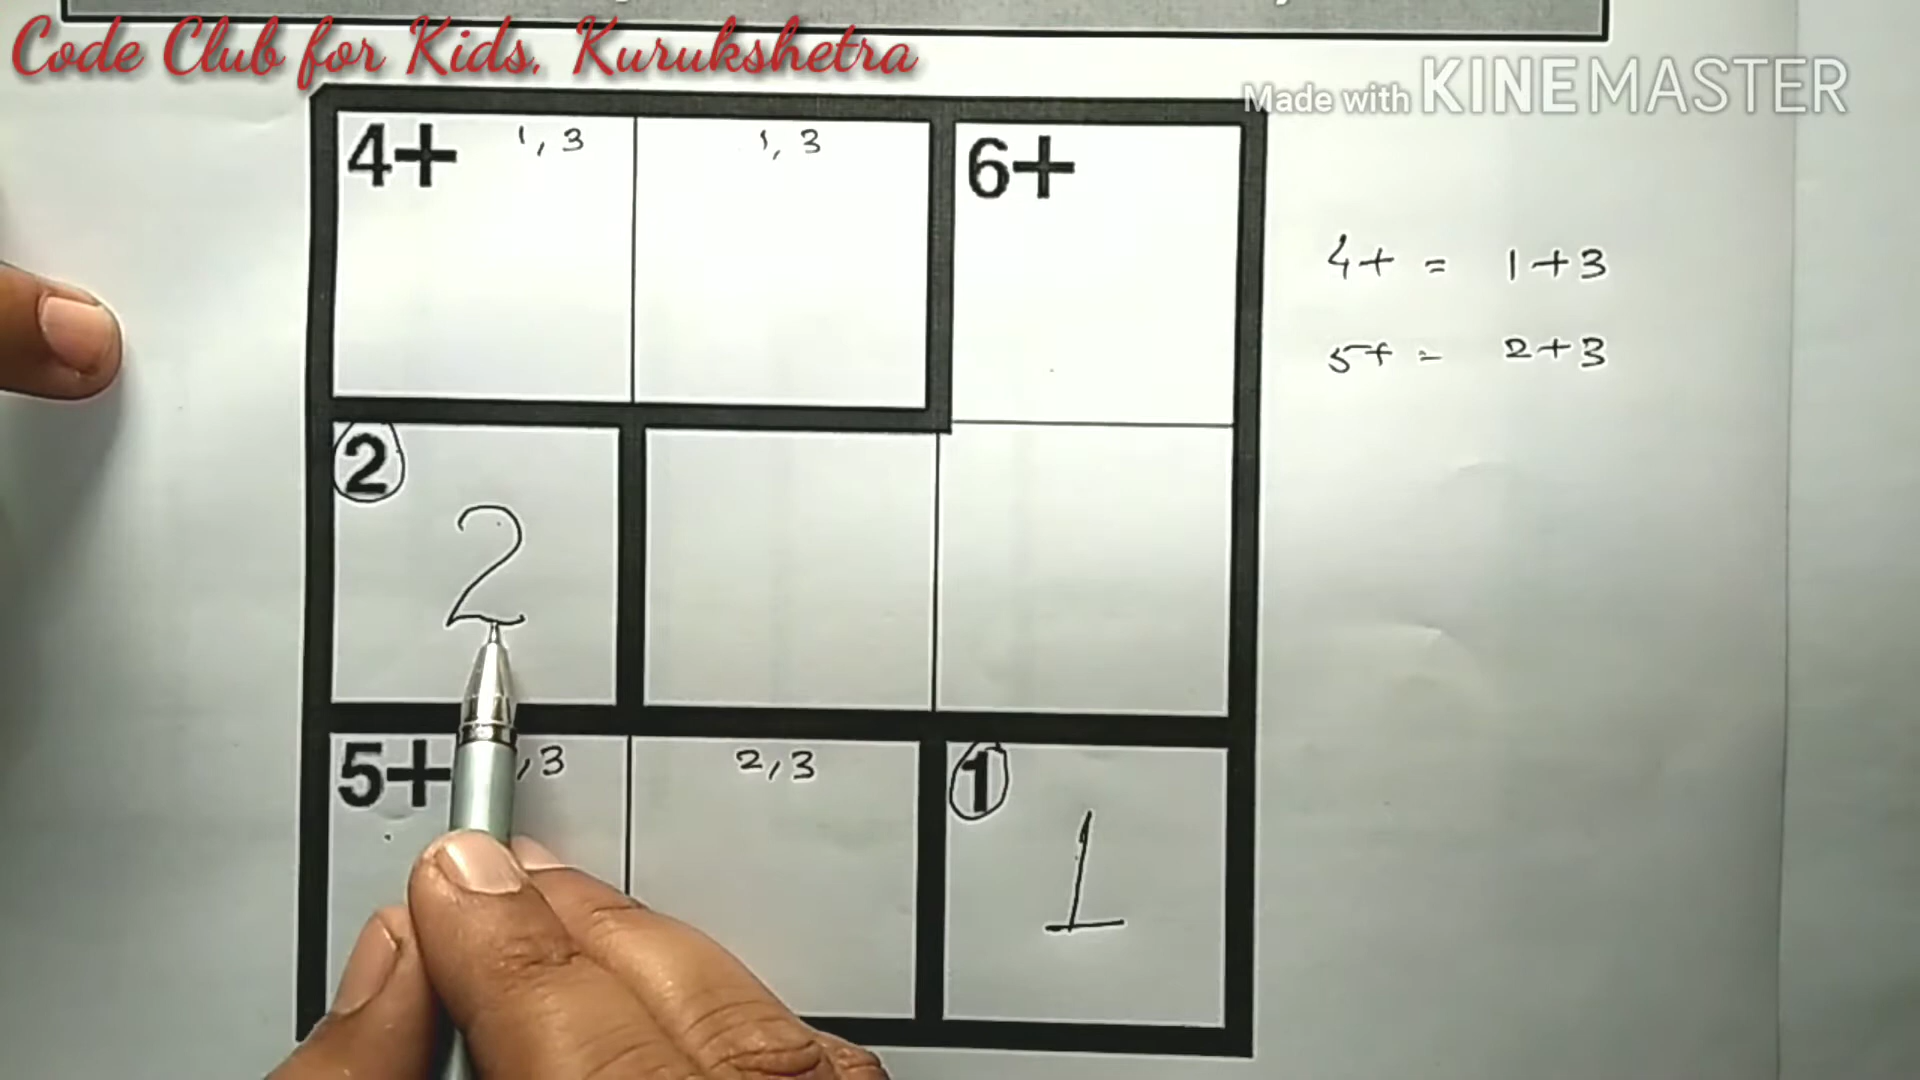 Code Club for Kids, Kurukshetra
Made with KINEMASTER
4+ 1, 3
1, 3
6+
4+ = 1+3
5+ = 2+3
2
2
5+ , 3
2, 3
1
1